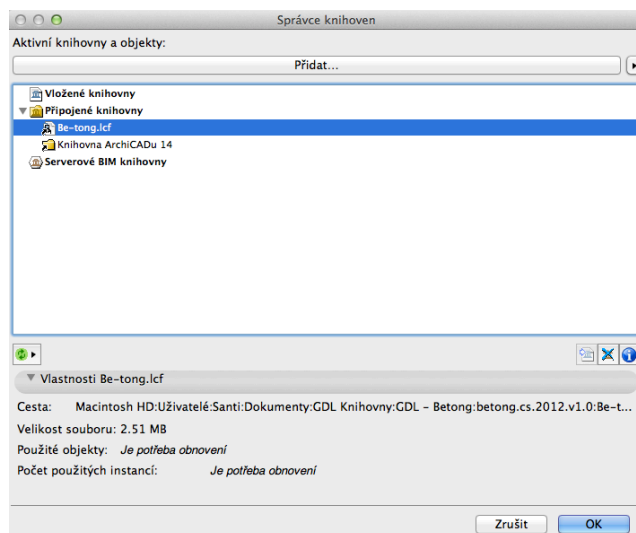 Správce knihoven
Aktivní knihovny a objekty:
Přidat...
Vložené knihovny
Připojené knihovny
Be-tong.lcf
Knihovna ArchiCADu 14
Serverové BIM knihovny
Vlastnosti Be-tong.lcf
Cesta: Macintosh HD:Uživatelé:Santi:Dokumenty:GDL Knihovny:GDL - Betong:betong.cs.2012.v1.0:Be-t...
Velikost souboru: 2.51 MB
Použité objekty: Je potřeba obnovení
Počet použitých instancí: Je potřeba obnovení
Zrušit OK